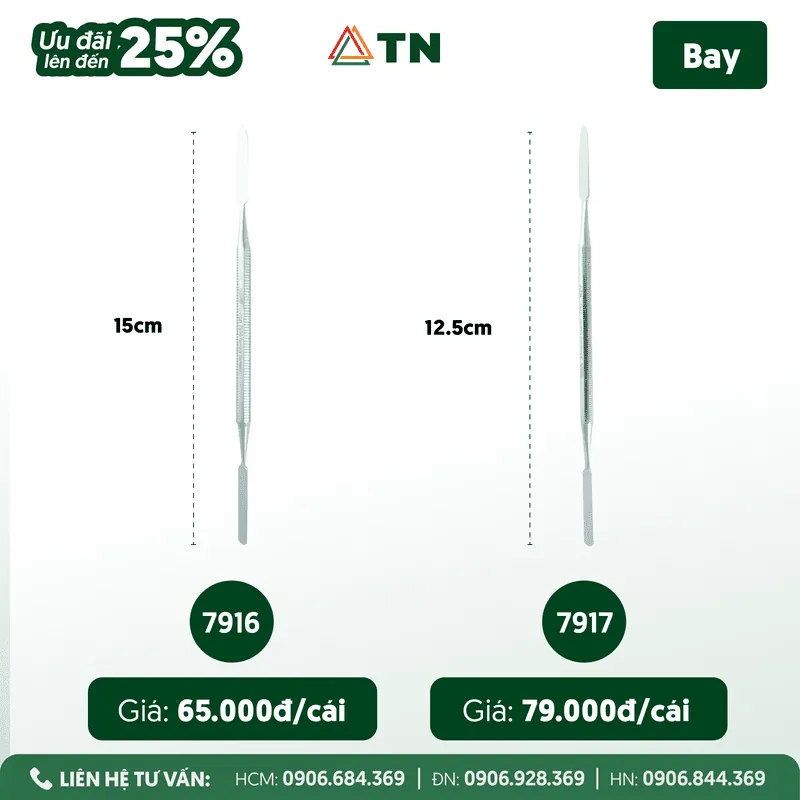 Ưu đãi
lên đến 25%
TN
Bay
15cm
12.5cm
7916
7917
Giá: 65.000đ/cái
Giá: 79.000đ/cái
LIÊN HỆ TƯ VẤN: HCM: 0906.684.369 | ĐN: 0906.928.369 | HN: 0906.844.369